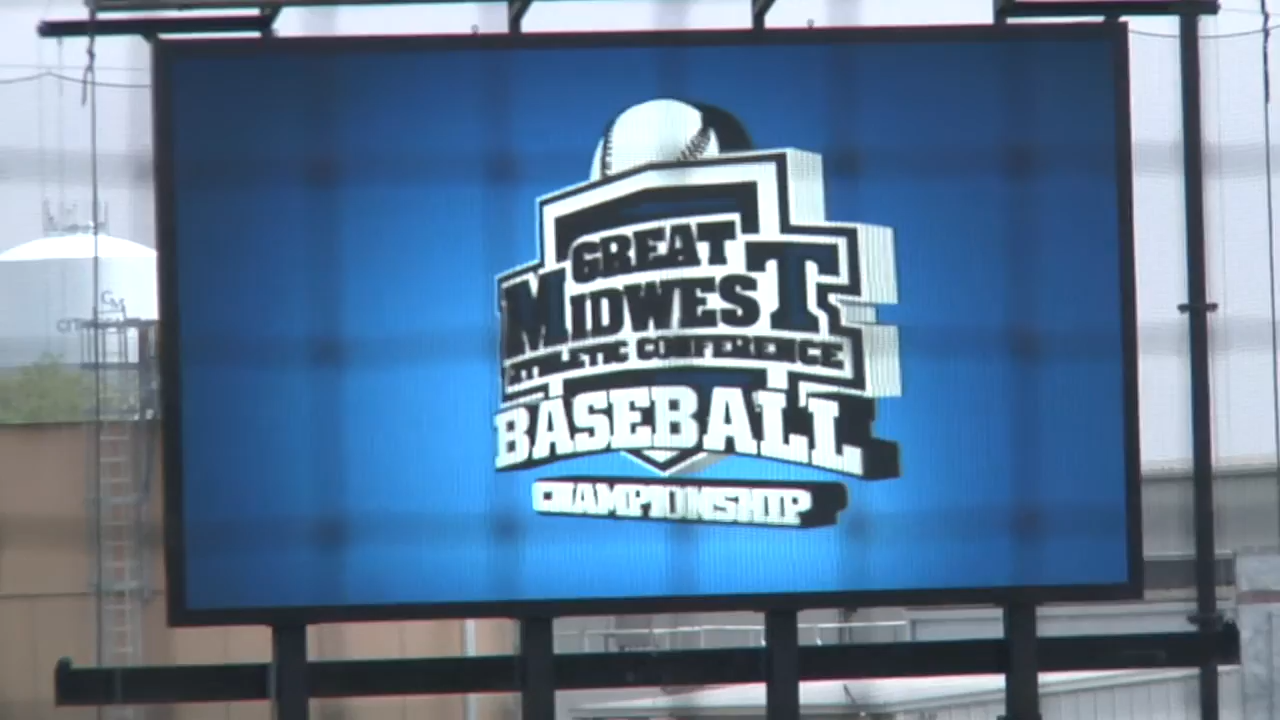 GREAT
MIDWEST
ATHLETIC CONFERENCE
BASEBALL
CHAMPIONSHIP